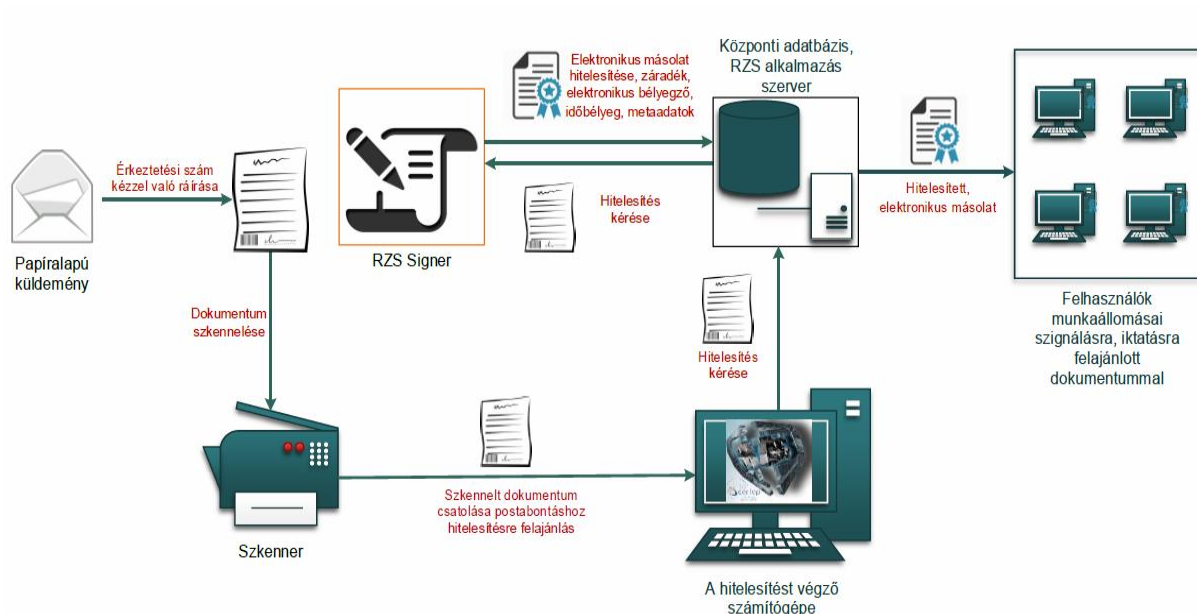 Érkeztetési szám
kézzel való ráírása
Papíralapú
küldemény
Dokumentum
szkennelése
Szkenner
Szkennelt dokumentum
csatolása postabontáshoz
hitelesítésre felajánlás
A hitelesítést végző
számítógépe
Hitelesítés
kérése
RZS Signer
Elektronikus másolat
hitelesítése, záradék,
elektronikus bélyegző,
időbélyeg, metaadatok
Hitelesítés
kérése
Központi adatbázis,
RZS alkalmazás
szerver
Hitelesített,
elektronikus másolat
Felhasználók
munkaállomásai
szignálásra, iktatásra
felajánlott
dokumentummal